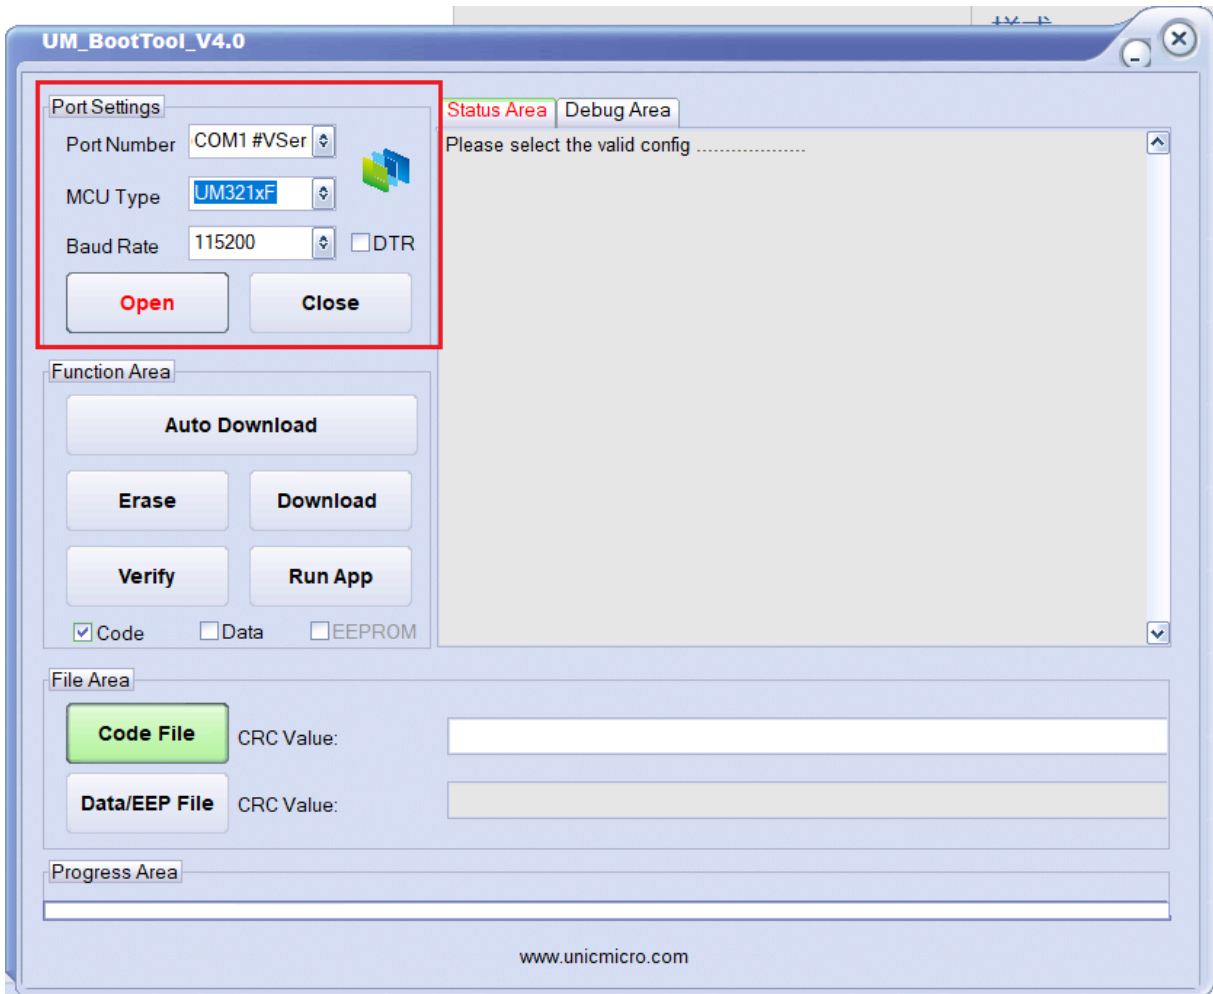 UM_BootTool_V4.0
Port Settings
Port Number COM1 #VSer
MCU Type UM321xF
Baud Rate 115200 DTR
Open Close
Status Area Debug Area
Please select the valid config ...................
Function Area
Auto Download
Erase Download
Verify Run App
Code Data EEPROM
File Area
Code File CRC Value:
Data/EEP File CRC Value:
Progress Area
www.unicmicro.com